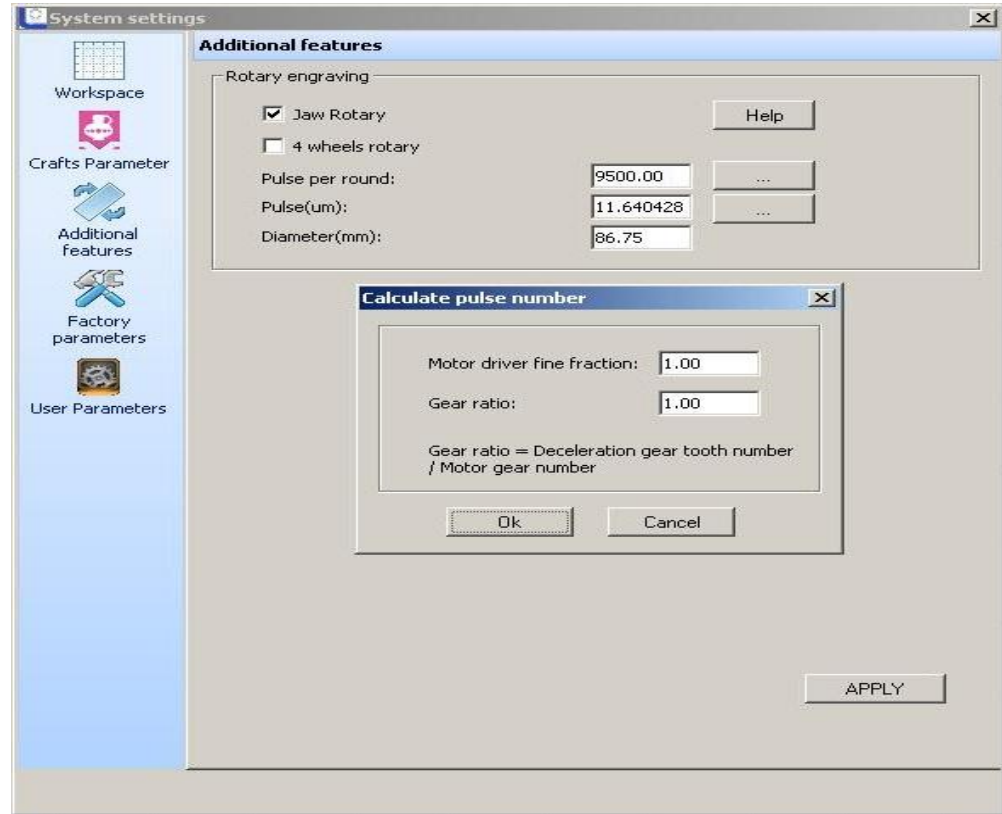 System settings
Workspace
Crafts Parameter
Additional
features
Factory
parameters
User Parameters
Additional features
Rotary engraving
Jaw Rotary
Help
4 wheels rotary
Pulse per round:
9500.00
...
Pulse(um):
11.640428
...
Diameter(mm):
86.75
Calculate pulse number
Motor driver fine fraction:
1.00
Gear ratio:
1.00
Gear ratio = Deceleration gear tooth number
/ Motor gear number
Ok
Cancel
APPLY